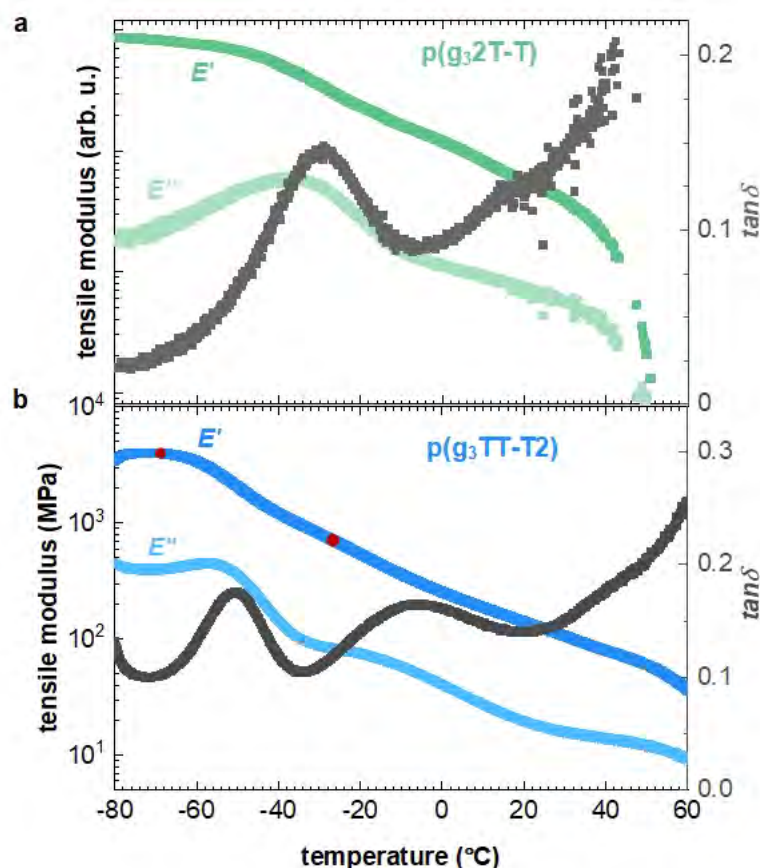 a
p(g₃2T-T)
E'
E''
tensile modulus (arb. u.)
tanδ
0.2
0.1
0
b
10⁴
10³
10²
10¹
E'
p(g₃TT-T2)
E''
tensile modulus (MPa)
tanδ
0.3
0.2
0.1
0.0
-80 -60 -40 -20 0 20 40 60
temperature (°C)